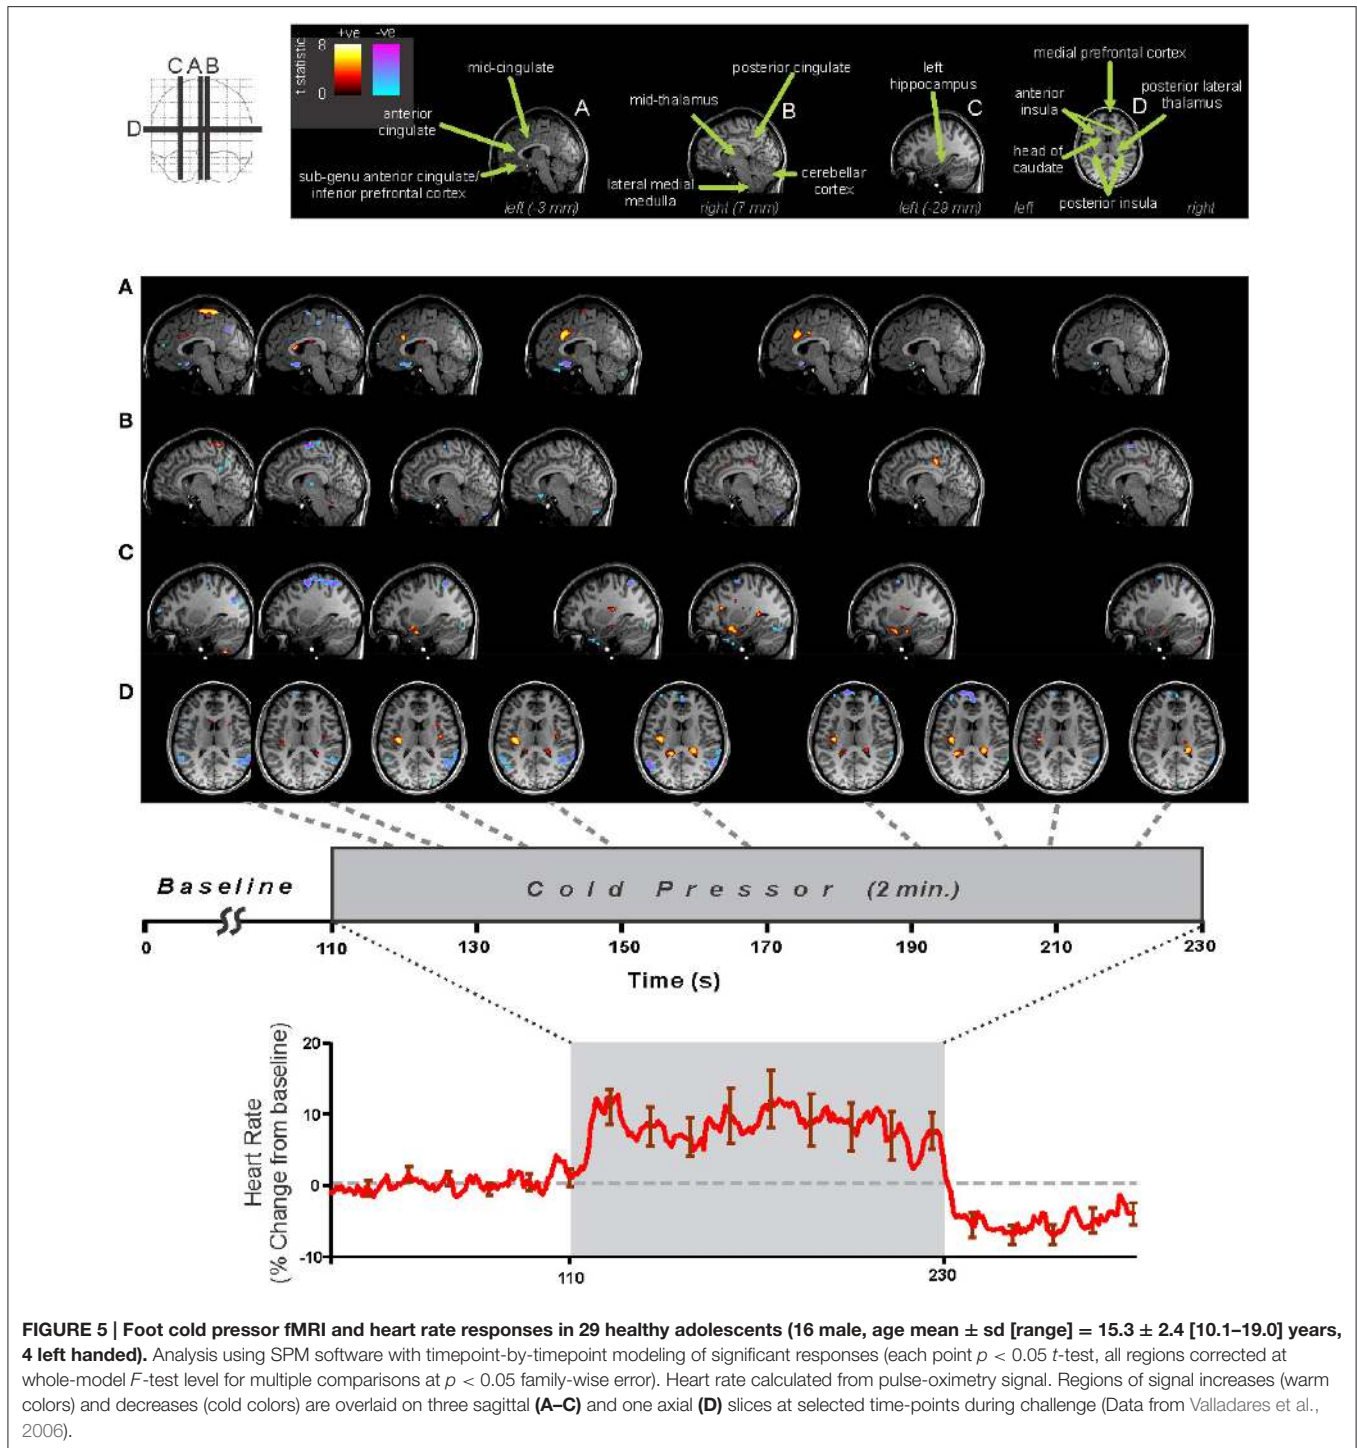 C A B
D
t statistic
+ve -ve
8
0
mid-cingulate
anterior
cingulate
sub-genu anterior cingulate/
inferior prefrontal cortex
A
left (-3 mm)
posterior cingulate
mid-thalamus
B
lateral medial
medulla
cerebellar
cortex
right (7 mm)
left
hippocampus
C
left (-29 mm)
medial prefrontal cortex
anterior
insula
D
posterior lateral
thalamus
head of
caudate
posterior insula
left
right
A
B
C
D
Baseline
Cold Pressor (2 min.)
0 110 130 150 170 190 210 230
Time (s)
Heart Rate
(% Change from baseline)
20
10
0
-10
110 230
FIGURE 5 | Foot cold pressor fMRI and heart rate responses in 29 healthy adolescents (16 male, age mean ± sd [range] = 15.3 ± 2.4 [10.1–19.0] years,
4 left handed). Analysis using SPM software with timepoint-by-timepoint modeling of significant responses (each point p < 0.05 t-test, all regions corrected at
whole-model F-test level for multiple comparisons at p < 0.05 family-wise error). Heart rate calculated from pulse-oximetry signal. Regions of signal increases (warm
colors) and decreases (cold colors) are overlaid on three sagittal (A–C) and one axial (D) slices at selected time-points during challenge (Data from Valladares et al.,
2006).